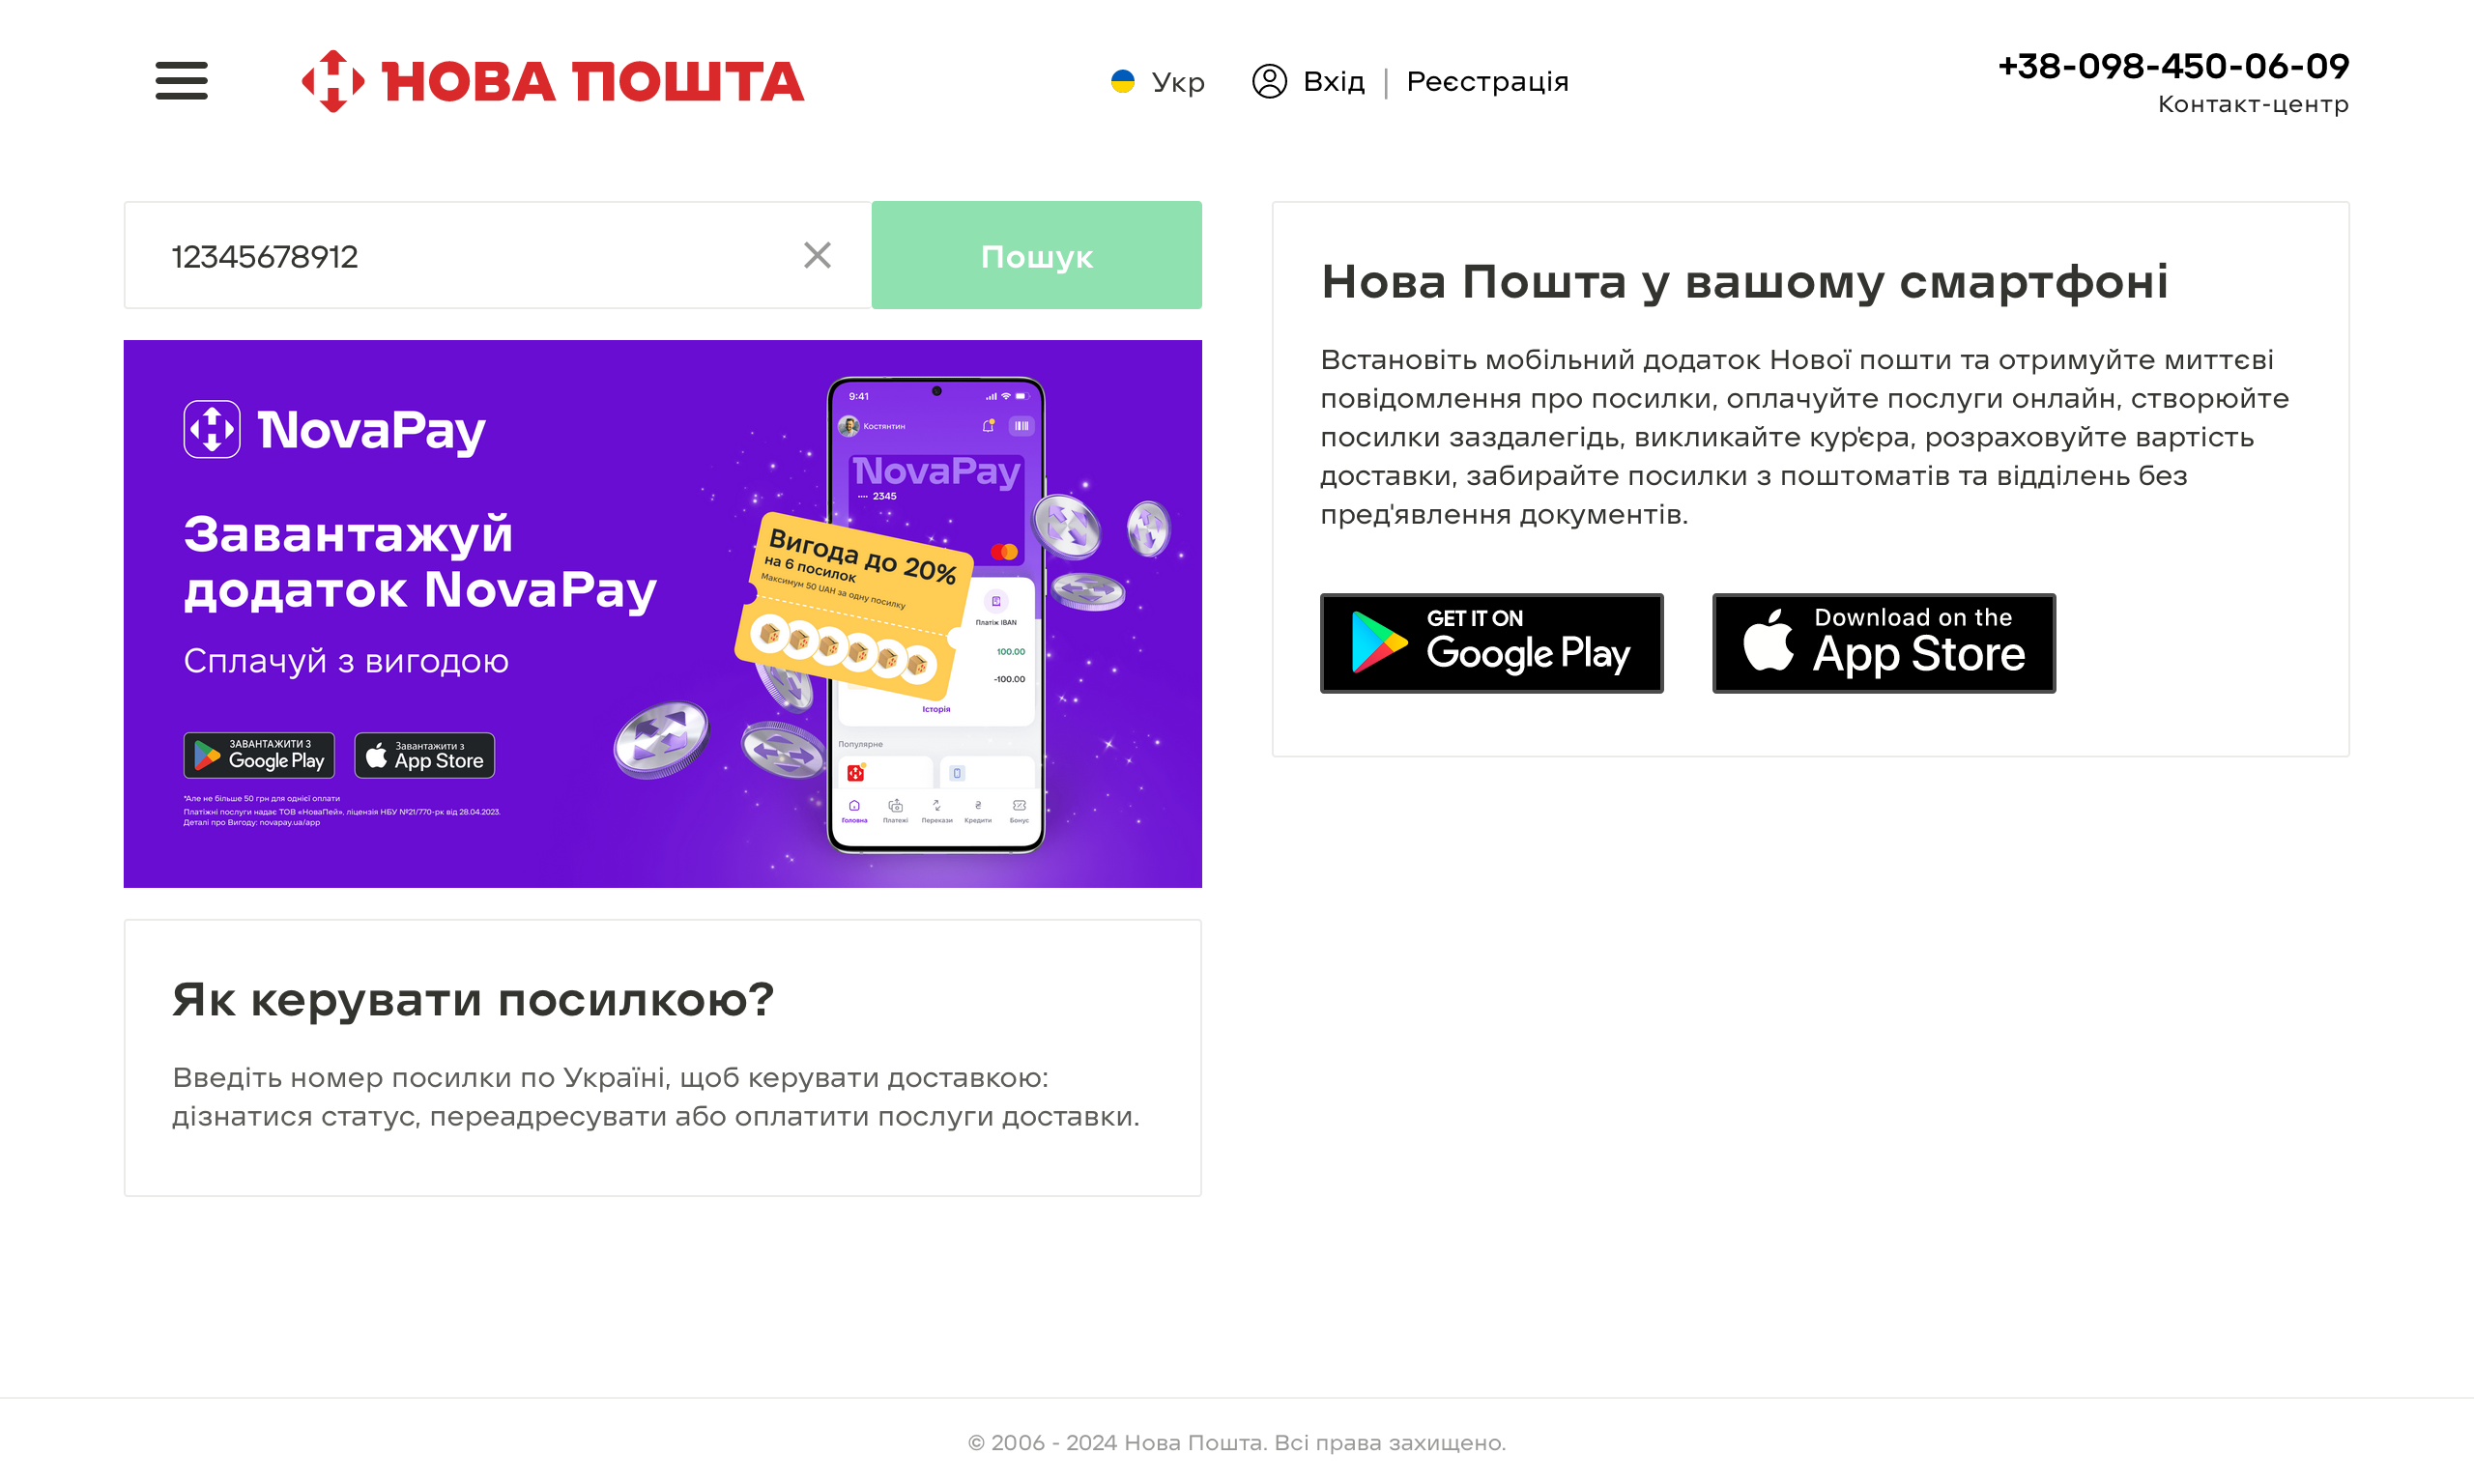 НОВА ПОШТА
Укр
Вхід | Реєстрація
+38-098-450-06-09
Контакт-центр
12345678912
Пошук
NovaPay
Завантажуй
додаток NovaPay
Сплачуй з вигодою
ЗАВАНТАЖИТИ З
Google Play
Завантажити з
App Store
*Але не більше 50 грн для однієї оплати
Платіжні послуги надає ТОВ «НоваПей», ліцензія НБУ №21/770-рк від 28.04.2023.
Деталі про Вигоду: novapay.ua/app
9:41
Костянтин
NovaPay
•••• 2345
Вигода до 20%
на 6 посилок
Максимум 50 UAH за одну посилку
Платіж IBAN
100.00
-100.00
Історія
Популярне
Головна
Платежі
Перекази
Кредити
Бонус
Як керувати посилкою?
Введіть номер посилки по Україні, щоб керувати доставкою:
дізнатися статус, переадресувати або оплатити послуги доставки.
Нова Пошта у вашому смартфоні
Встановіть мобільний додаток Нової пошти та отримуйте миттєві
повідомлення про посилки, оплачуйте послуги онлайн, створюйте
посилки заздалегідь, викликайте кур'єра, розраховуйте вартість
доставки, забирайте посилки з поштоматів та відділень без
пред'явлення документів.
GET IT ON
Google Play
Download on the
App Store
© 2006 - 2024 Нова Пошта. Всі права захищено.